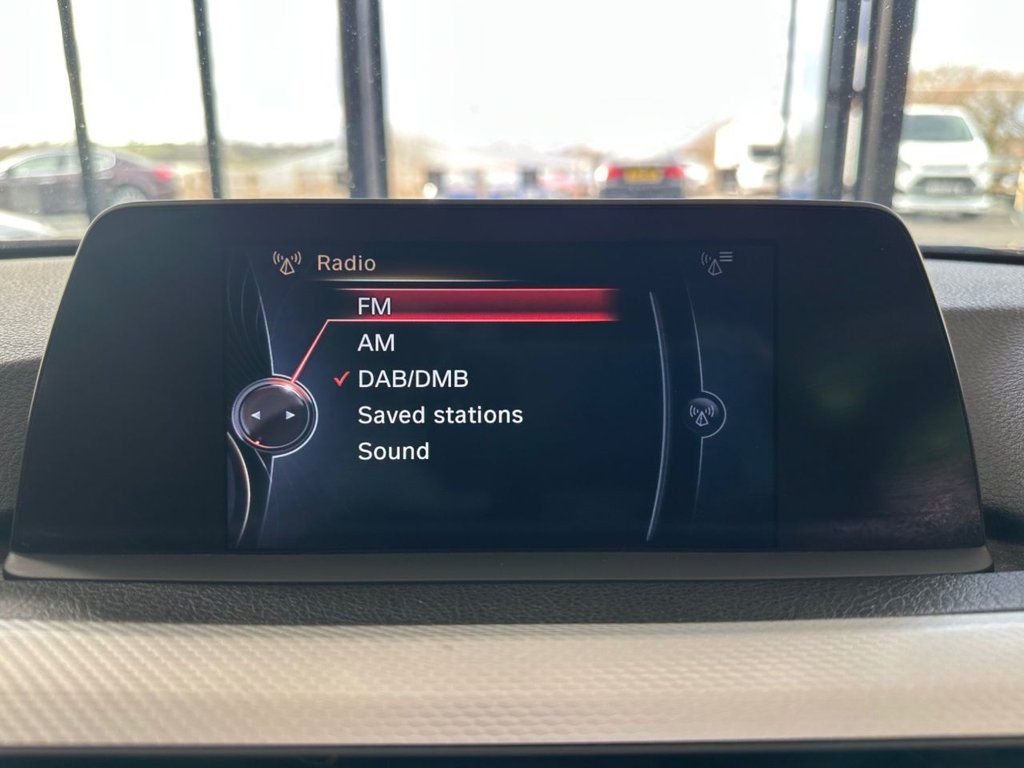 Radio
FM
AM
DAB/DMB
Saved stations
Sound